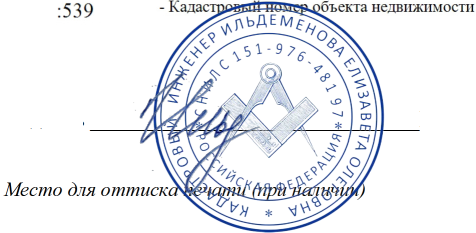 :539
- Кадастровый номер объекта недвижимости
КАДАСТРОВЫЙ ИНЖЕНЕР ИЛЬДЕМЕНОВА ЕЛИЗАВЕТА ОЛЕГОВНА *
СНИЛС 151-976-481 97
* РОССИЙСКАЯ ФЕДЕРАЦИЯ *
Место для оттиска печати (при наличии)